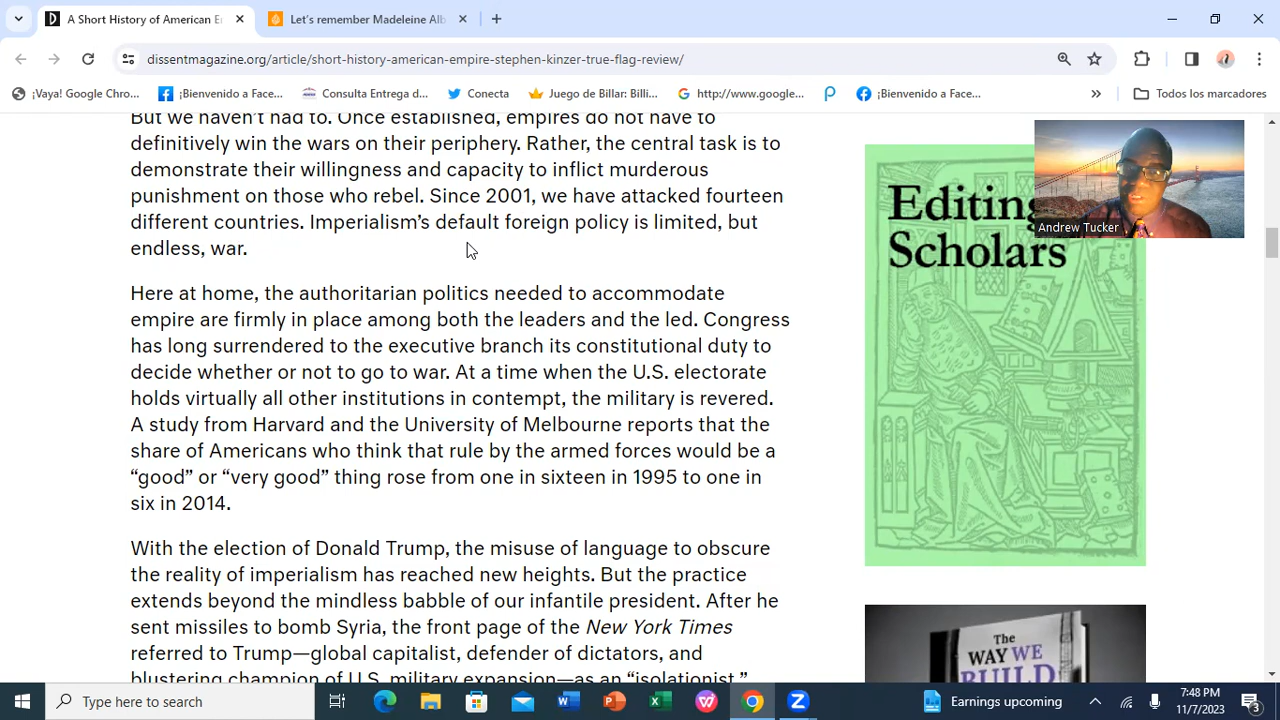 A Short History of American E
Let's remember Madeleine Alb
dissentmagazine.org/article/short-history-american-empire-stephen-kinzer-true-flag-review/
¡Vaya! Google Chro...
¡Bienvenido a Face...
Consulta Entrega d...
Conecta
Juego de Billar: Billi...
http://www.google...
¡Bienvenido a Face...
Todos los marcadores
But we haven't had to. Once established, empires do not have to
definitively win the wars on their periphery. Rather, the central task is to
demonstrate their willingness and capacity to inflict murderous
punishment on those who rebel. Since 2001, we have attacked fourteen
different countries. Imperialism's default foreign policy is limited, but
endless, war.
Here at home, the authoritarian politics needed to accommodate
empire are firmly in place among both the leaders and the led. Congress
has long surrendered to the executive branch its constitutional duty to
decide whether or not to go to war. At a time when the U.S. electorate
holds virtually all other institutions in contempt, the military is revered.
A study from Harvard and the University of Melbourne reports that the
share of Americans who think that rule by the armed forces would be a
“good” or “very good” thing rose from one in sixteen in 1995 to one in
six in 2014.
With the election of Donald Trump, the misuse of language to obscure
the reality of imperialism has reached new heights. But the practice
extends beyond the mindless babble of our infantile president. After he
sent missiles to bomb Syria, the front page of the New York Times
referred to Trump—global capitalist, defender of dictators, and
blustering champion of U.S. military expansion—as an “isolationist.”
Editing
Scholars
Andrew Tucker
The
WAY WE
BUILD
Type here to search
Earnings upcoming
7:48 PM
11/7/2023
3